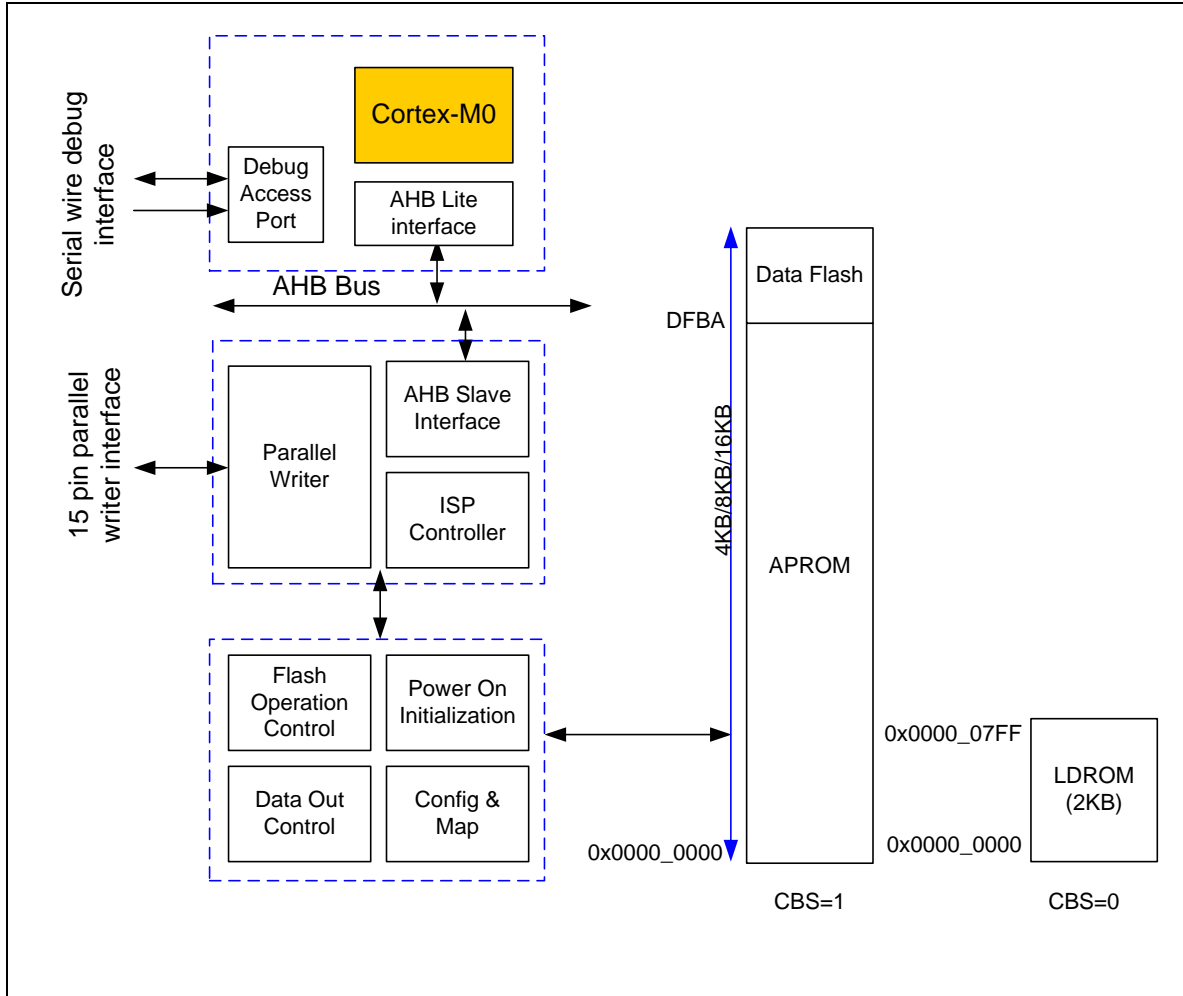 Cortex-M0
Serial wire debug
interface
Debug
Access
Port
AHB Lite
interface
AHB Bus
15 pin parallel
writer interface
Parallel
Writer
AHB Slave
Interface
ISP
Controller
Flash
Operation
Control
Power On
Initialization
Data Out
Control
Config &
Map
Data Flash
DFBA
4KB/8KB/16KB
APROM
0x0000_0000
CBS=1
0x0000_07FF
LDROM
(2KB)
0x0000_0000
CBS=0